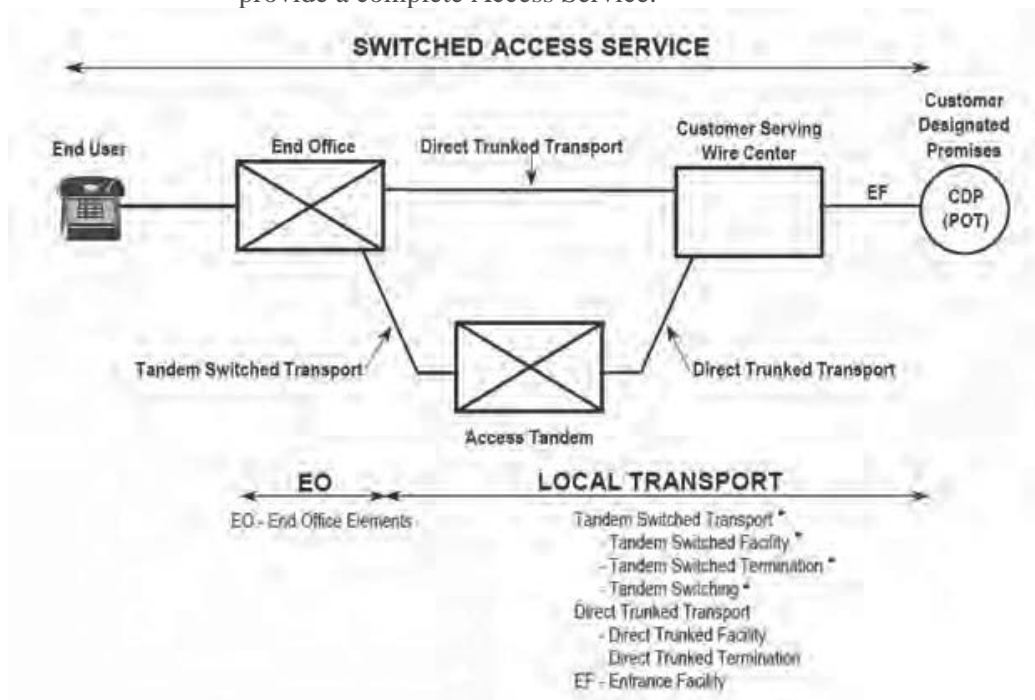 provide a complete Access Service.
SWITCHED ACCESS SERVICE
Customer
Designated
Premises
End User
End Office
Direct Trunked Transport
Customer Serving
Wire Center
EF
CDP
(POT)
Tandem Switched Transport
Direct Trunked Transport
Access Tandem
EO
LOCAL TRANSPORT
EO - End Office Elements
Tandem Switched Transport *
- Tandem Switched Facility *
- Tandem Switched Termination *
- Tandem Switching *
Direct Trunked Transport
- Direct Trunked Facility
Direct Trunked Termination
EF - Entrance Facility